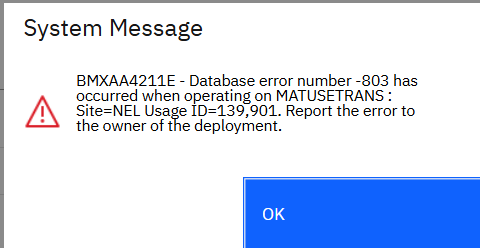 System Message
BMXAA4211E - Database error number -803 has
occurred when operating on MATUSETRANS :
Site=NEL Usage ID=139,901. Report the error to
the owner of the deployment.
OK